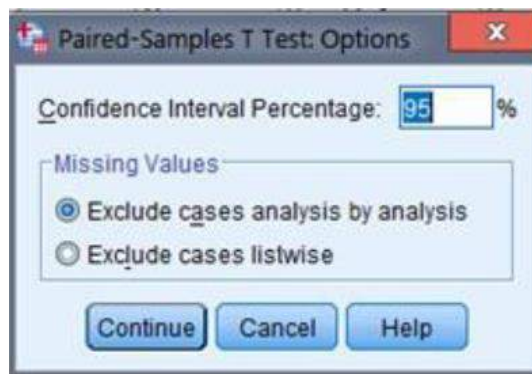 Paired-Samples T Test: Options
Confidence Interval Percentage: 95 %
Missing Values
Exclude cases analysis by analysis
Exclude cases listwise
Continue Cancel Help